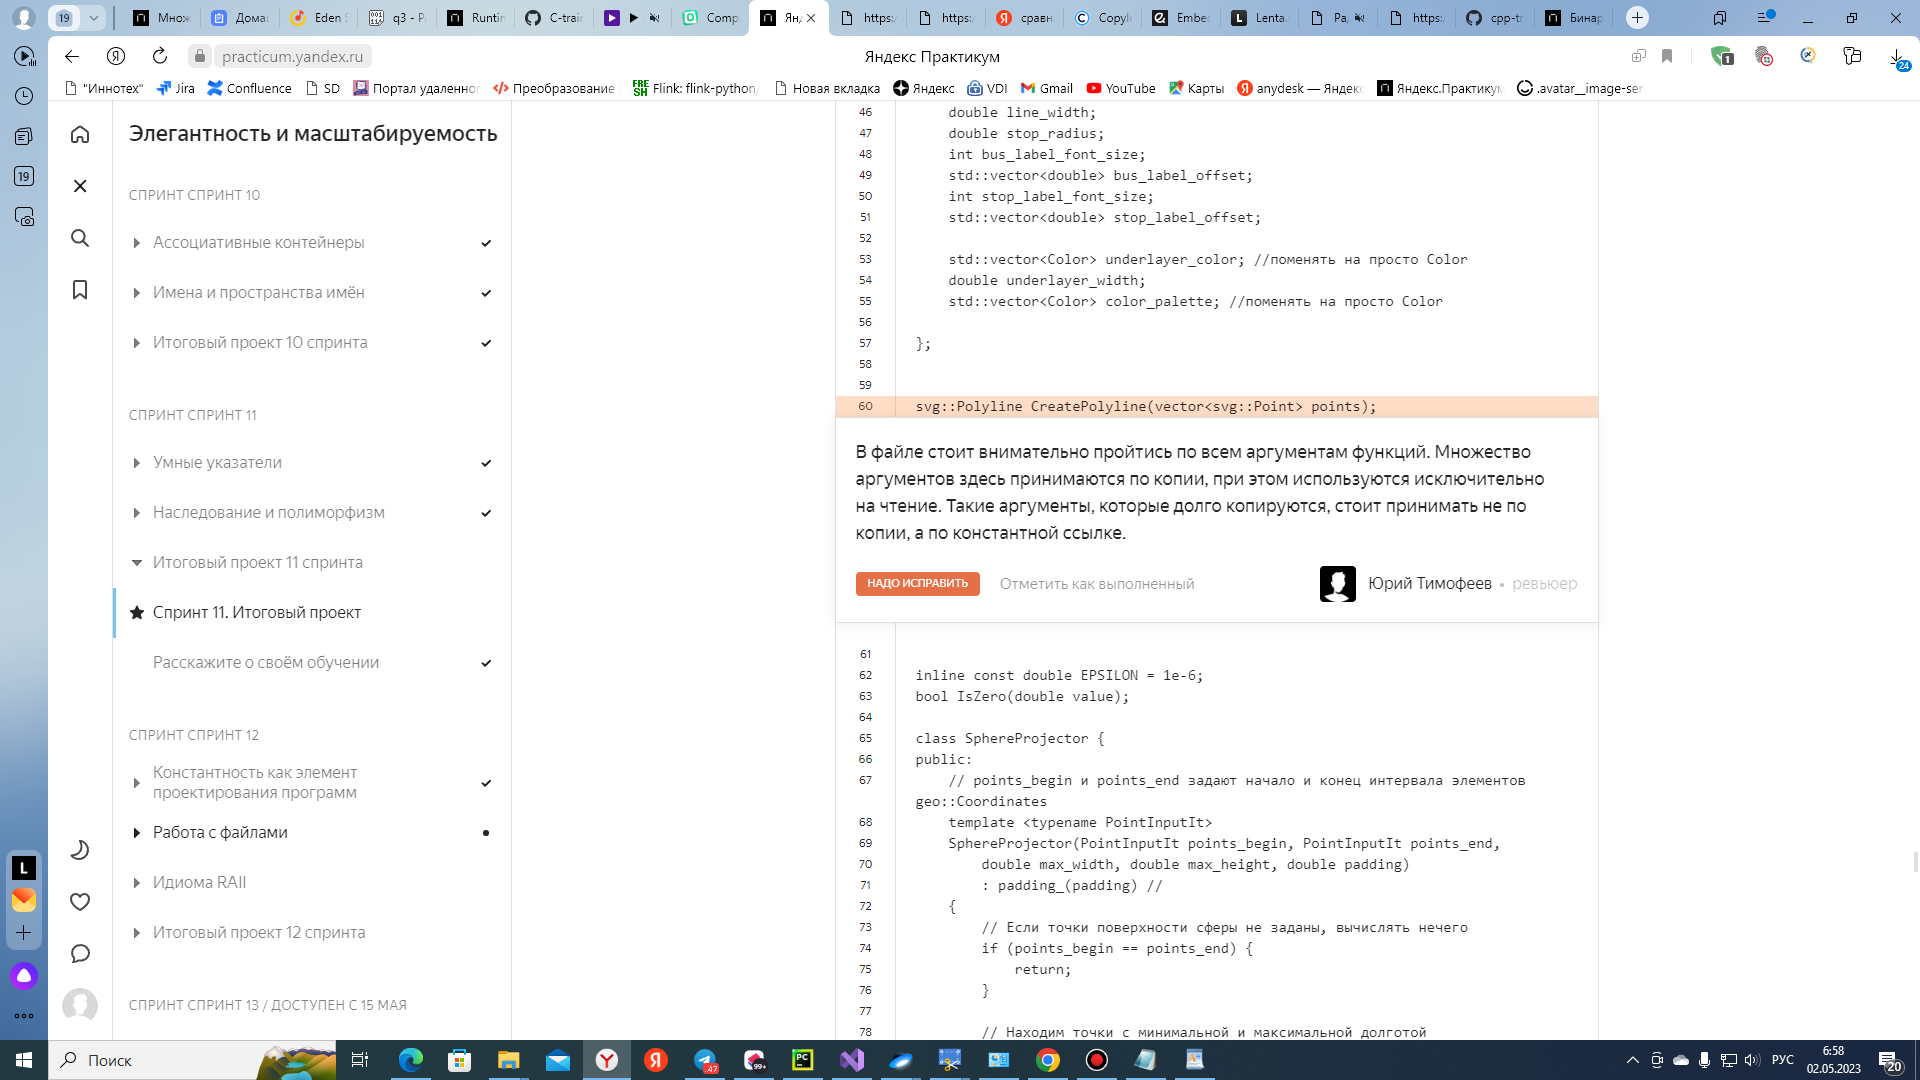 19
Множ
Домаш
Eden S
q3 - P
Runtin
C-train
Comp
Янд
https:/
https:/
сравн
Copyle
Embed
Lenta.
Ра,
https:/
cpp-tr
Бинар
practicum.yandex.ru
Яндекс Практикум
1
24
"Иннотех"
Jira
Confluence
SD
Портал удаленног
Преобразование
Flink: flink-python/
Новая вкладка
Яндекс
VDI
Gmail
YouTube
Карты
anydesk — Яндекс
Яндекс.Практикум
.avatar__image-ser
19
Элегантность и масштабируемость
СПРИНТ СПРИНТ 10
Ассоциативные контейнеры
Имена и пространства имён
Итоговый проект 10 спринта
СПРИНТ СПРИНТ 11
Умные указатели
Наследование и полиморфизм
Итоговый проект 11 спринта
Спринт 11. Итоговый проект
Расскажите о своём обучении
СПРИНТ СПРИНТ 12
Константность как элемент
проектирования программ
Работа с файлами
Идиома RAII
Итоговый проект 12 спринта
СПРИНТ СПРИНТ 13 / ДОСТУПЕН С 15 МАЯ
46 double line_width;
47 double stop_radius;
48 int bus_label_font_size;
49 std::vector<double> bus_label_offset;
50 int stop_label_font_size;
51 std::vector<double> stop_label_offset;
52
53 std::vector<Color> underlayer_color; //поменять на просто Color
54 double underlayer_width;
55 std::vector<Color> color_palette; //поменять на просто Color
56
57 };
58
59
60 svg::Polyline CreatePolyline(vector<svg::Point> points);
В файле стоит внимательно пройтись по всем аргументам функций. Множество
аргументов здесь принимаются по копии, при этом используются исключительно
на чтение. Такие аргументы, которые долго копируются, стоит принимать не по
копии, а по константной ссылке.
НАДО ИСПРАВИТЬ Отметить как выполненный Юрий Тимофеев • ревьюер
61
62 inline const double EPSILON = 1e-6;
63 bool IsZero(double value);
64
65 class SphereProjector {
66 public:
67 // points_begin и points_end задают начало и конец интервала элементов
geo::Coordinates
68 template <typename PointInputIt>
69 SphereProjector(PointInputIt points_begin, PointInputIt points_end,
70 double max_width, double max_height, double padding)
71 : padding_(padding) //
72 {
73 // Если точки поверхности сферы не заданы, вычислять нечего
74 if (points_begin == points_end) {
75 return;
76 }
77
78 // Находим точки с минимальной и максимальной долготой
L
Поиск
47
99+
РУС
6:58
02.05.2023
20